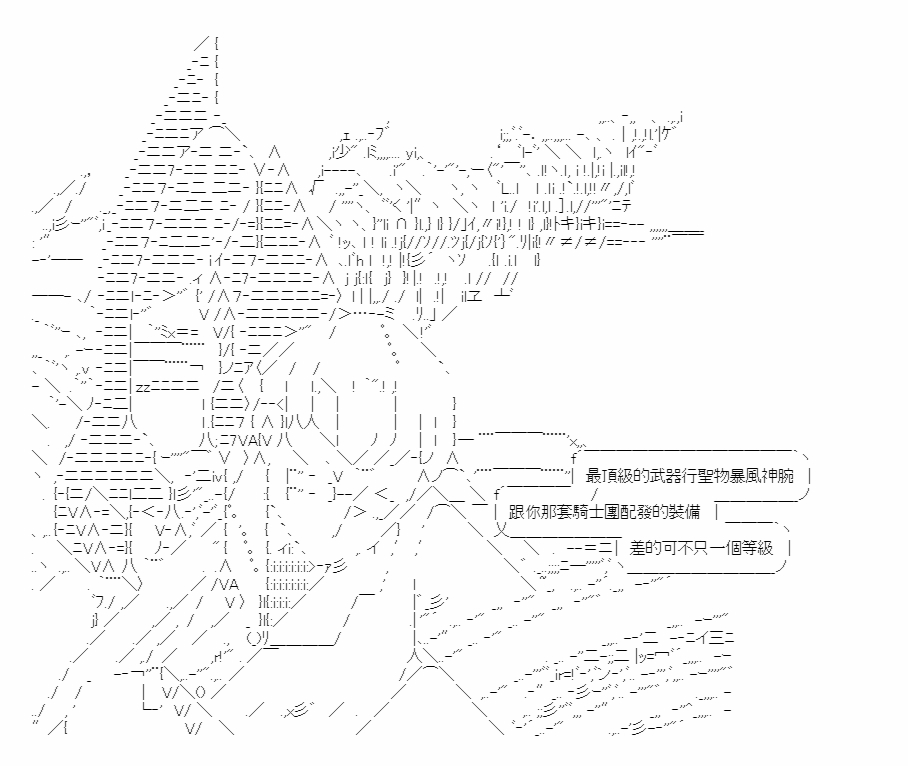 最頂級的武器行聖物暴風神腕
跟你那套騎士團配發的裝備
差的可不只一個等級